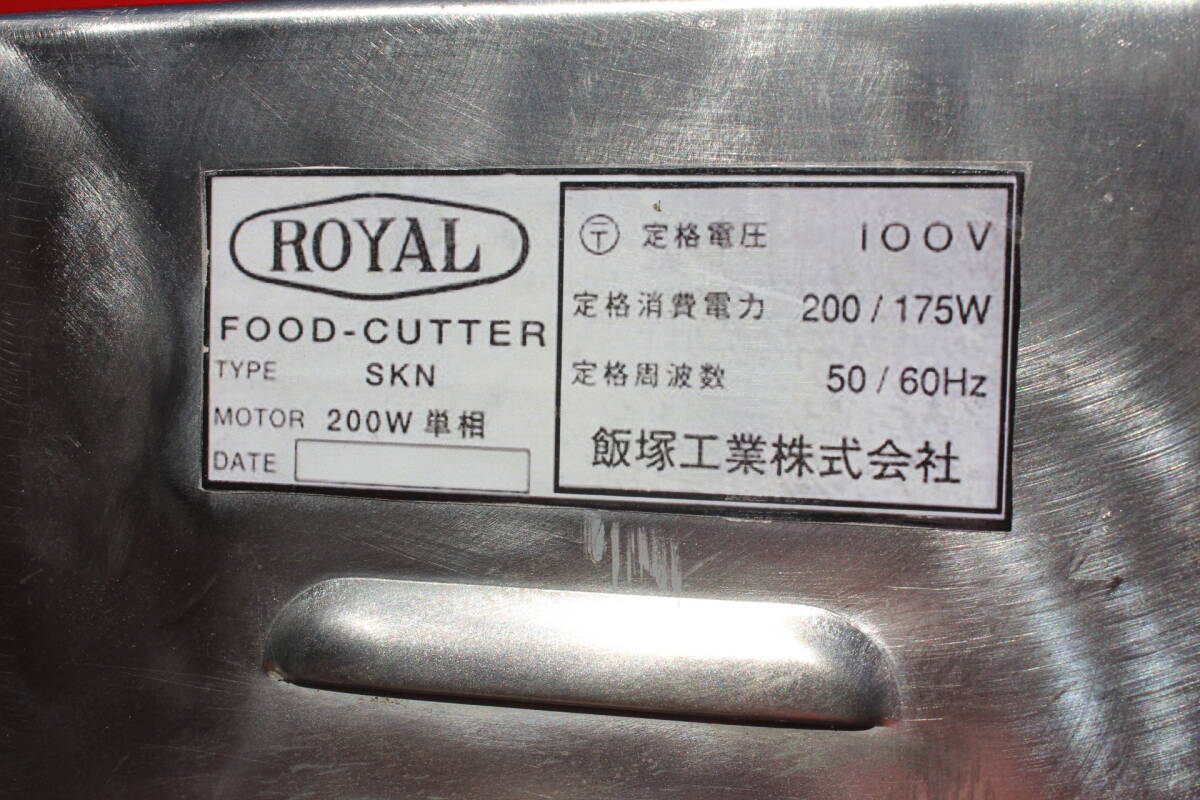 ROYAL
FOOD-CUTTER
TYPE SKN
MOTOR 200W 単相
DATE
〒 定格電圧 100V
定格消費電力 200 / 175W
定格周波数 50 / 60Hz
飯塚工業株式会社